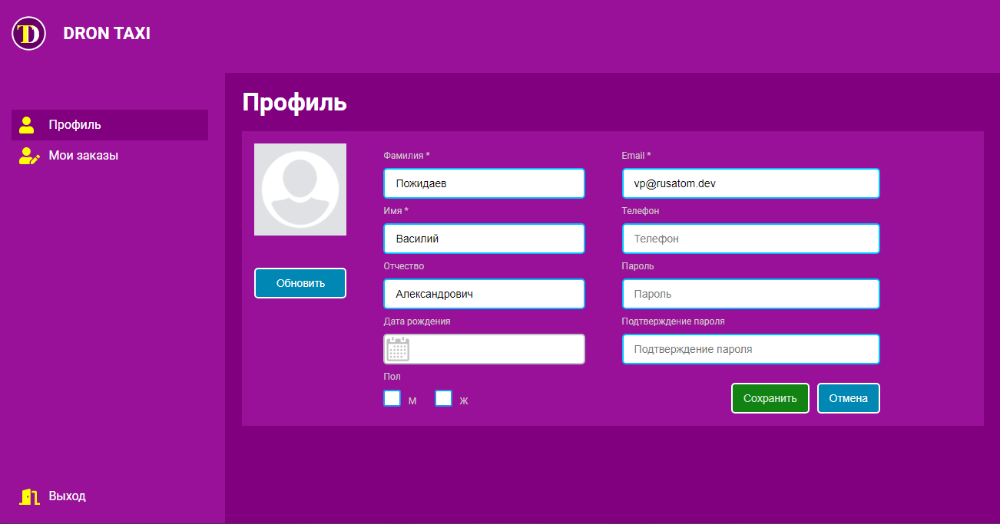 DRON TAXI
Профиль
Мои заказы
Выход
Профиль
Обновить
Фамилия *
Пожидаев
Имя *
Василий
Отчество
Александрович
Дата рождения
Пол
м ж
Email *
vp@rusatom.dev
Телефон
Телефон
Пароль
Пароль
Подтверждение пароля
Подтверждение пароля
Сохранить Отмена